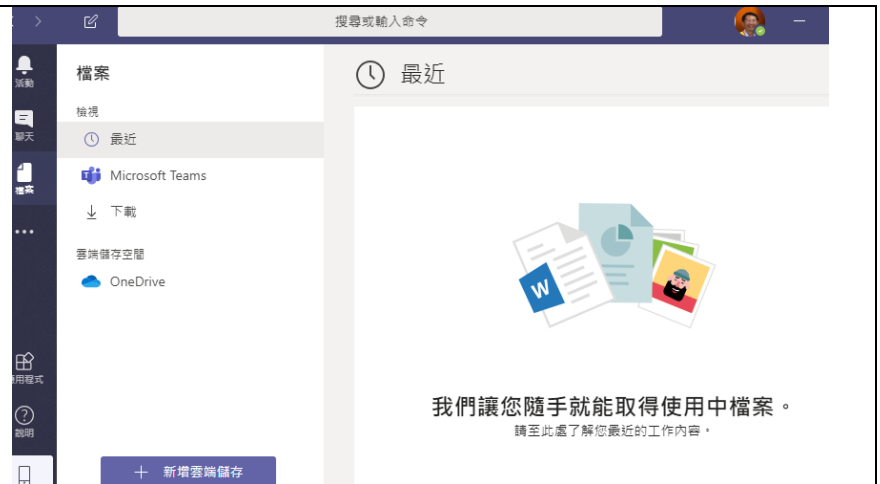 搜尋或輸入命令
活動
聊天
檔案
用程式
說明
檔案
檢視
最近
Microsoft Teams
下載
雲端儲存空間
OneDrive
新增雲端儲存
最近
W
我們讓您隨手就能取得使用中檔案。
請至此處了解您最近的工作內容。